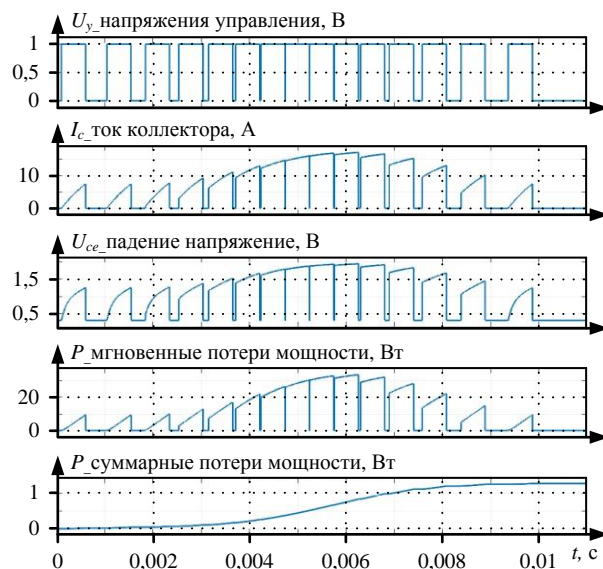 U_y_напряжения управления, В
1
0,5
0
I_c_ток коллектора, А
10
0
U_ce_падение напряжение, В
1,5
0,5
P_мгновенные потери мощности, Вт
20
0
P_суммарные потери мощности, Вт
1
0
0 0,002 0,004 0,006 0,008 0,01 t, с